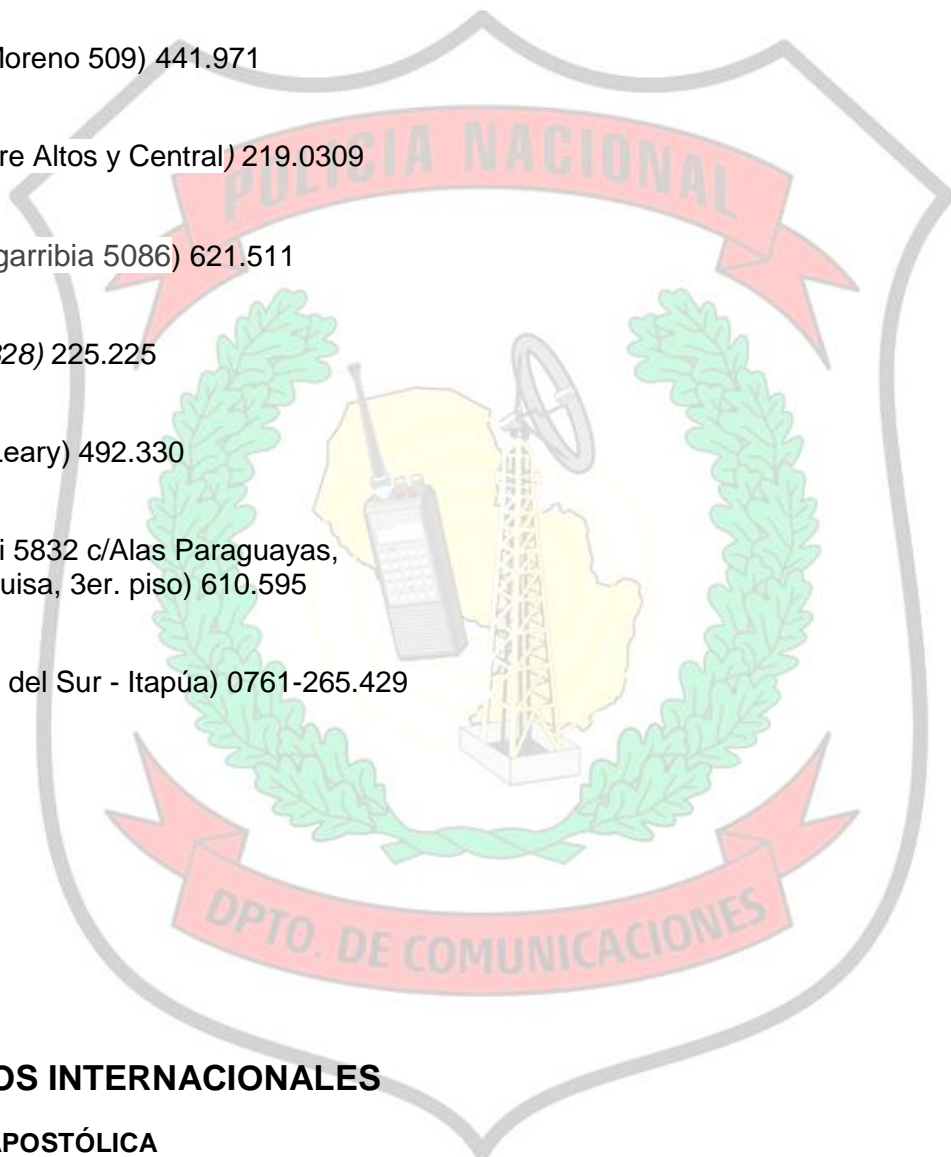 Moreno 509) 441.971
re Altos y Central) 219.0309
garribia 5086) 621.511
828) 225.225
Leary) 492.330
i 5832 c/Alas Paraguayas,
uisa, 3er. piso) 610.595
del Sur - Itapúa) 0761-265.429
POLICIA NACIONAL
DPTO. DE COMUNICACIONES
OS INTERNACIONALES
APOSTÓLICA